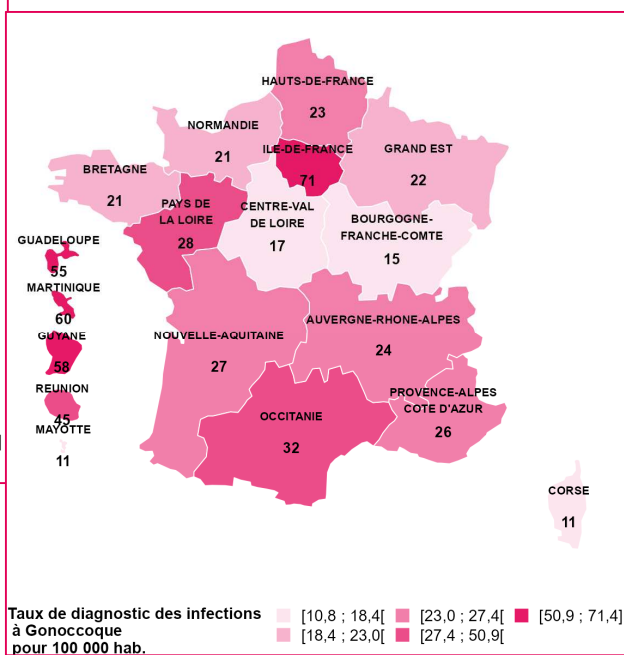 HAUTS-DE-FRANCE
23
NORMANDIE
21
ILE-DE-FRANCE
71
GRAND EST
22
BRETAGNE
21
PAYS DE
LA LOIRE
28
CENTRE-VAL
DE LOIRE
17
BOURGOGNE-
FRANCHE-COMTE
15
GUADELOUPE
55
MARTINIQUE
60
GUYANE
58
REUNION
45
MAYOTTE
11
NOUVELLE-AQUITAINE
27
AUVERGNE-RHONE-ALPES
24
PROVENCE-ALPES
COTE D'AZUR
26
OCCITANIE
32
CORSE
11
Taux de diagnostic des infections
à Gonoccoque
pour 100 000 hab.
[10,8 ; 18,4[ [23,0 ; 27,4[ [50,9 ; 71,4]
[18,4 ; 23,0[ [27,4 ; 50,9[